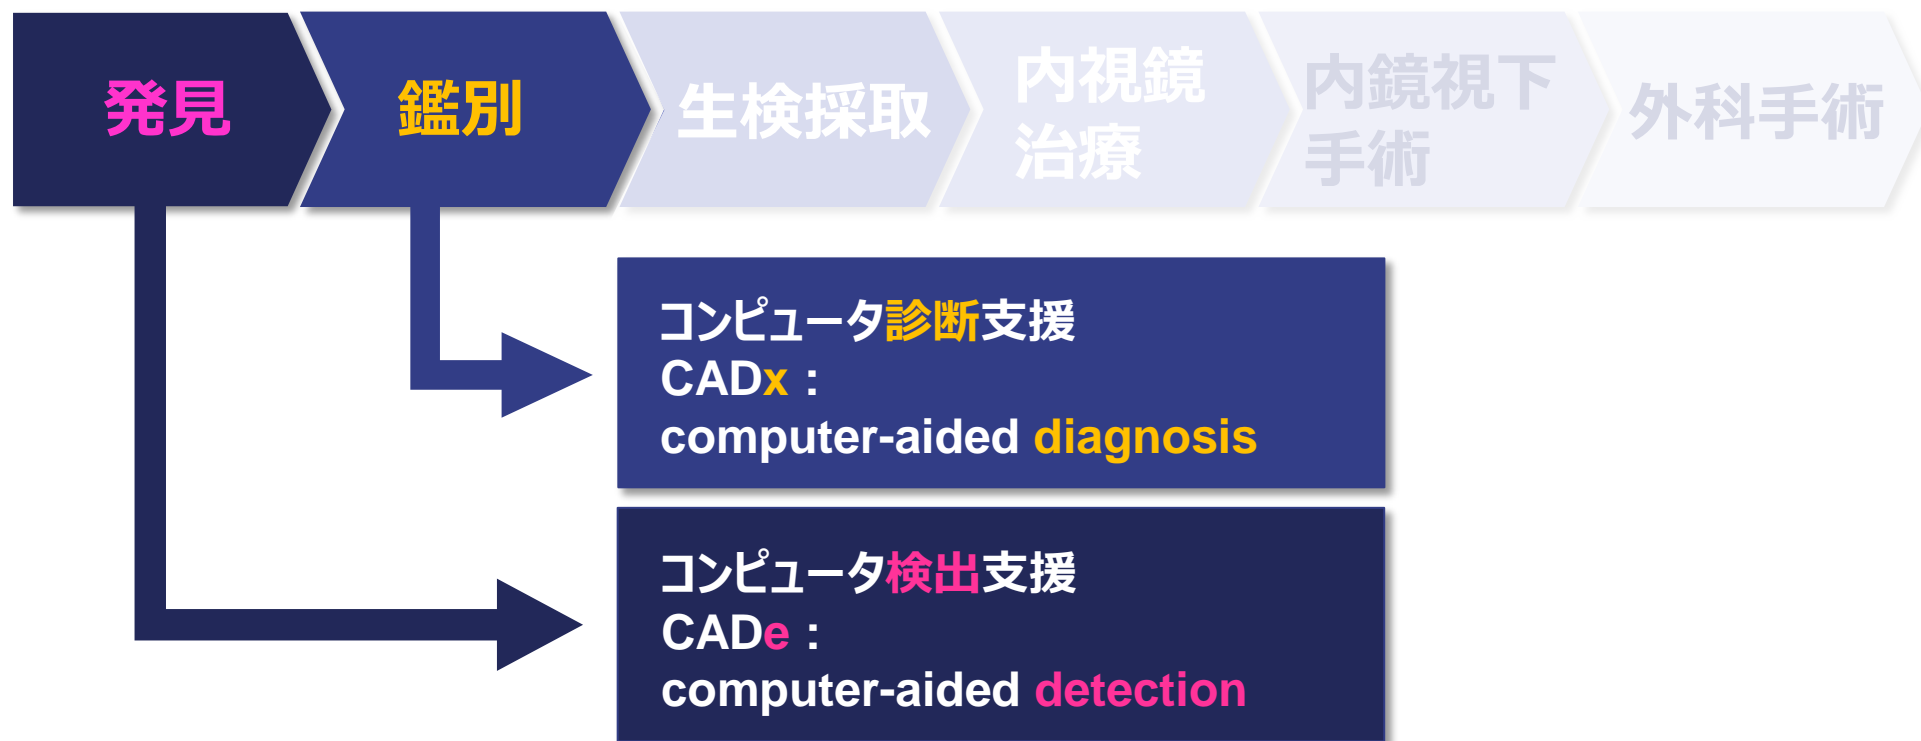 発見
鑑別
生検採取
内視鏡
治療
内鏡視下
手術
外科手術
コンピュータ診断支援
CADx：
computer-aided diagnosis
コンピュータ検出支援
CADe：
computer-aided detection